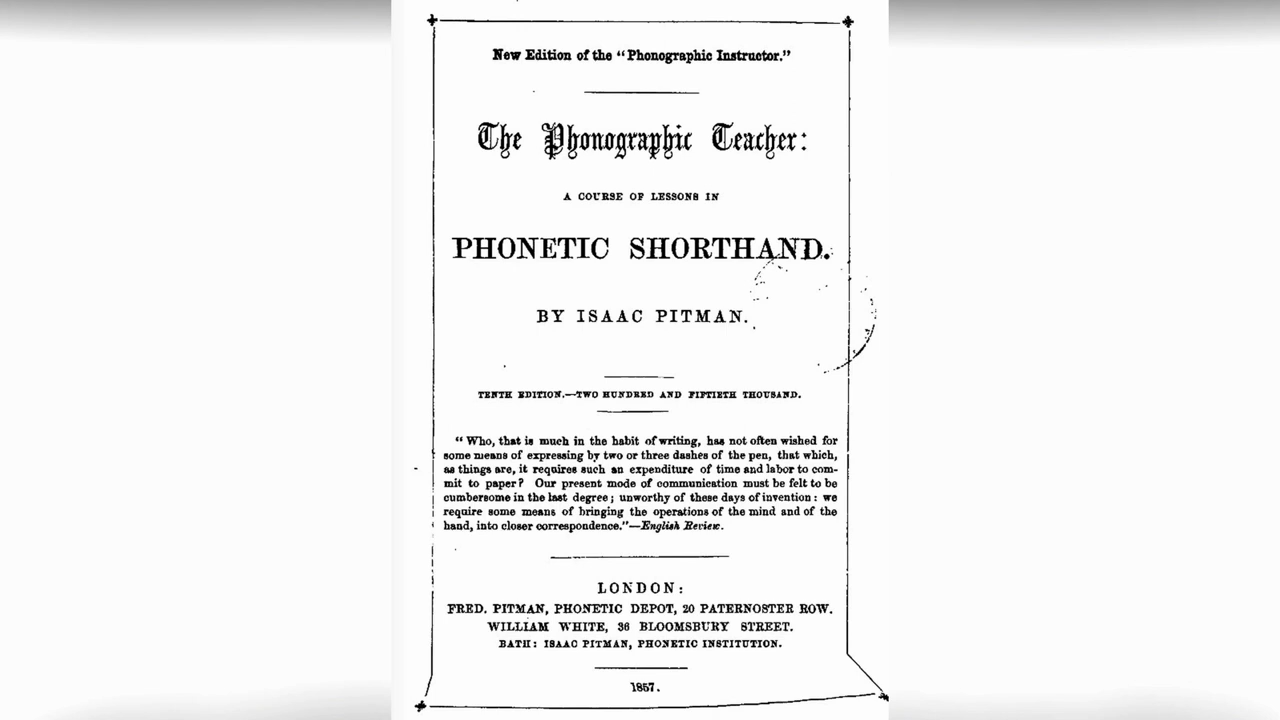 New Edition of the "Phonographic Instructor."
The Phonographic Teacher:
A COURSE OF LESSONS IN
PHONETIC SHORTHAND.
BY ISAAC PITMAN.
TENTH EDITION.—TWO HUNDRED AND FIFTIETH THOUSAND.
"Who, that is much in the habit of writing, has not often wished for
some means of expressing by two or three dashes of the pen, that which,
as things are, it requires such an expenditure of time and labor to com-
mit to paper? Our present mode of communication must be felt to be
cumbersome in the last degree; unworthy of these days of invention: we
require some means of bringing the operations of the mind and of the
hand, into closer correspondence."—English Review.
LONDON:
FRED. PITMAN, PHONETIC DEPOT, 20 PATERNOSTER ROW.
WILLIAM WHITE, 36 BLOOMSBURY STREET.
BATH: ISAAC PITMAN, PHONETIC INSTITUTION.
1857.